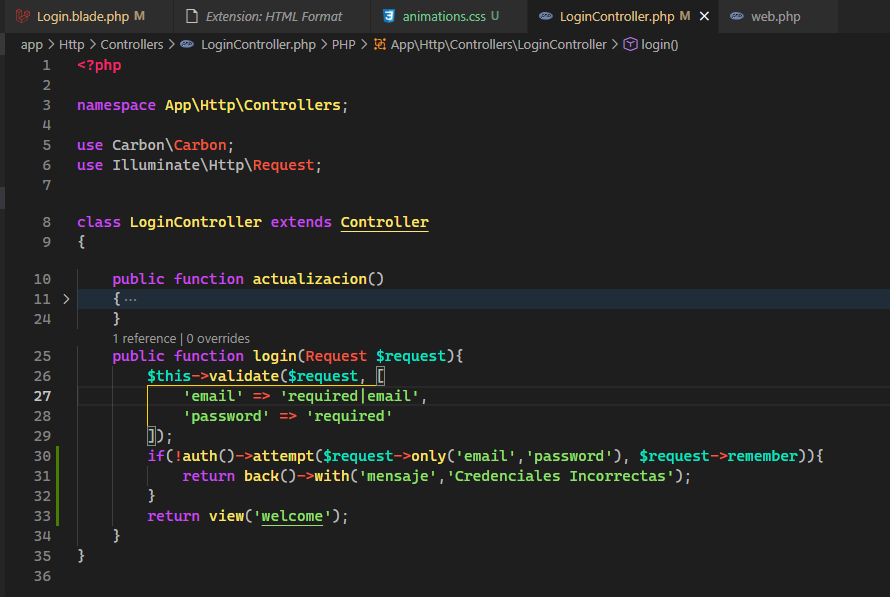 Login.blade.php M Extension: HTML Format animations.css U LoginController.php M × web.php
app > Http > Controllers > LoginController.php > PHP > App\Http\Controllers\LoginController > login()
1 <?php
2
3 namespace App\Http\Controllers;
4
5 use Carbon\Carbon;
6 use Illuminate\Http\Request;
7
8 class LoginController extends Controller
9 {
10 public function actualizacion()
11 > { ...
24 }
1 reference | 0 overrides
25 public function login(Request $request){
26 $this->validate($request, [
27 'email' => 'required|email',
28 'password' => 'required'
29 ]);
30 if(!auth()->attempt($request->only('email','password'), $request->remember)){
31 return back()->with('mensaje','Credenciales Incorrectas');
32 }
33 return view('welcome');
34 }
35 }
36